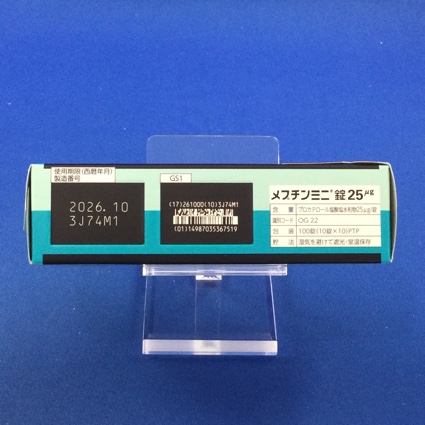 使用期限(西暦年月)
製造番号
2026.10
3J74M1
GS1
(17)261000(10)3J74M1
(01)14987035367519
メプチンミニ®錠25μg
含量 プロカテロール塩酸塩水和物25μg/錠
識別コード OG 22
包装 100錠(10錠×10)PTP
貯法 湿気を避けて遮光・室温保存